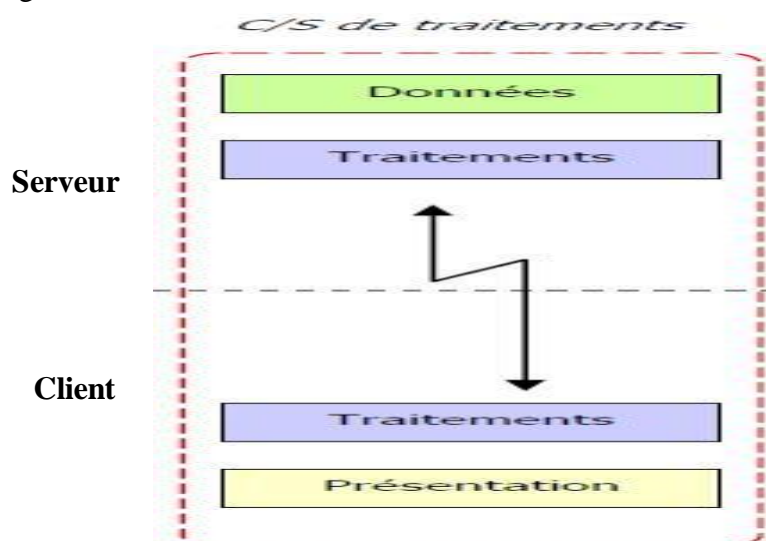 C/S de traitements
Données
Traitements
Serveur
Client
Traitements
Présentation